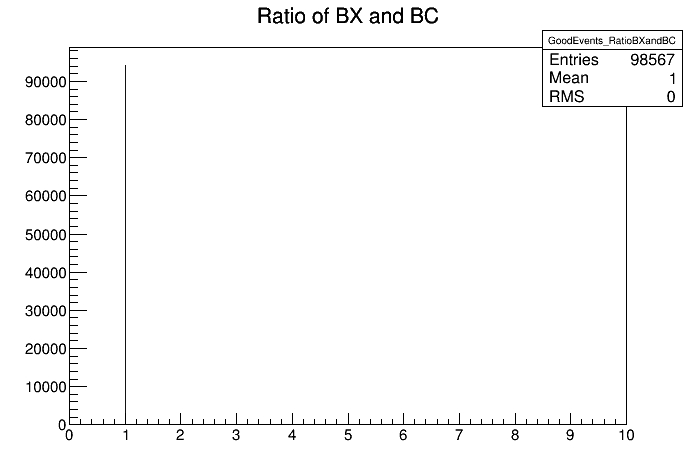 Ratio of BX and BC
GoodEvents_RatioBXandBC
Entries 98567
Mean 1
RMS 0
90000
80000
70000
60000
50000
40000
30000
20000
10000
0
0 1 2 3 4 5 6 7 8 9 10